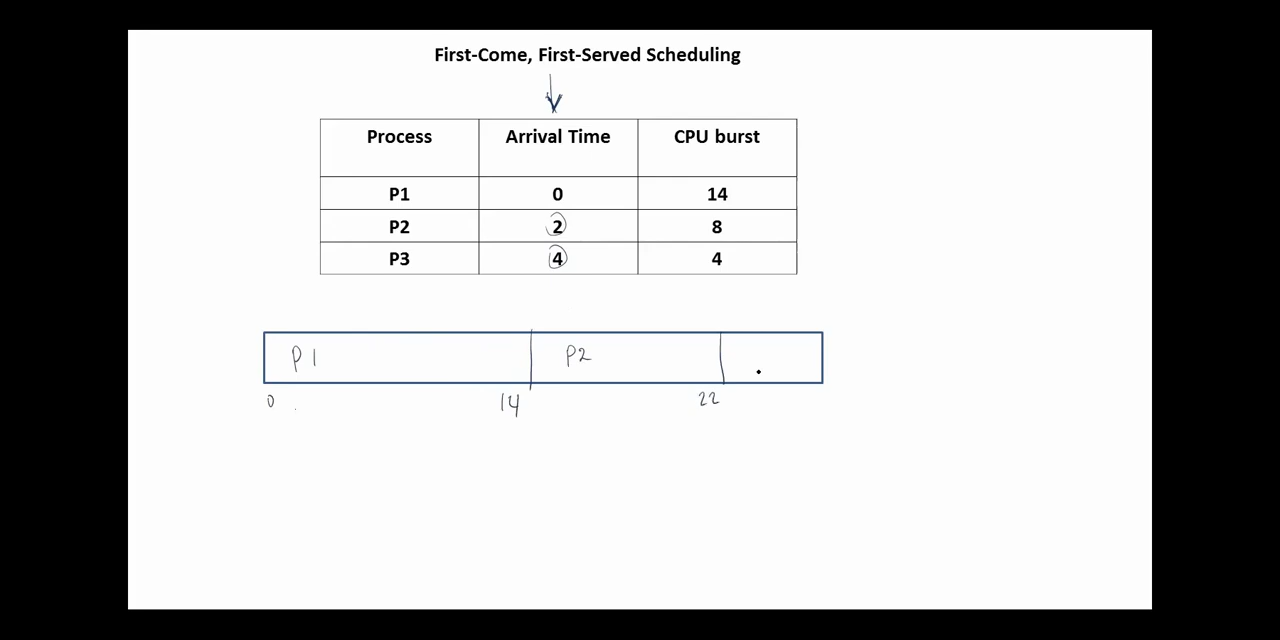 First-Come, First-Served Scheduling
Process Arrival Time CPU burst
P1 0 14
P2 2 8
P3 4 4
P1 P2
0 14 22